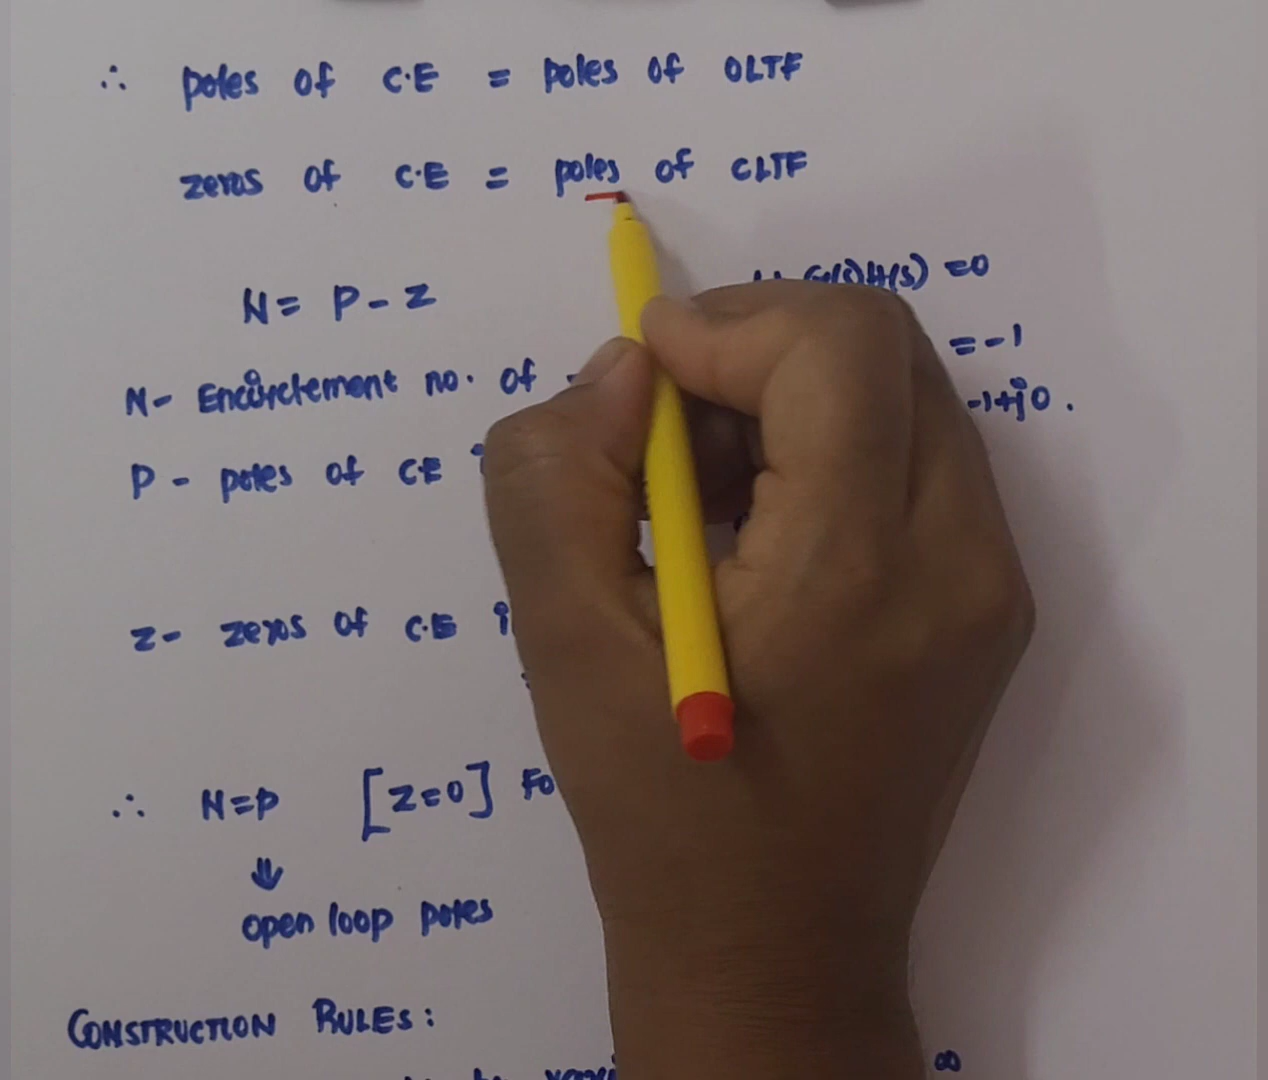 ∴ poles of C.E = poles of OLTF
zeros of C.E = poles of CLTF
G(s)H(s) =0
N= P-Z
= -1
N- Encirclement no. of
-1+j0.
P - poles of CE
Z- zeros of C.E
∴ N=P [Z=0] Fo
⇓
open loop poles
CONSTRUCTION RULES:
∞